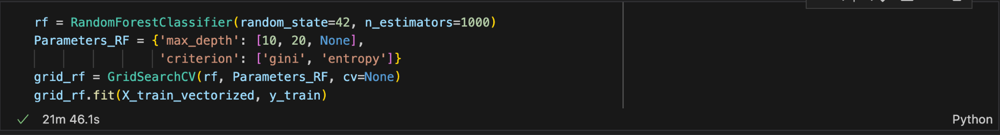 rf = RandomForestClassifier(random_state=42, n_estimators=1000)
Parameters_RF = {'max_depth': [10, 20, None],
'criterion': ['gini', 'entropy']}
grid_rf = GridSearchCV(rf, Parameters_RF, cv=None)
grid_rf.fit(X_train_vectorized, y_train)
21m 46.1s
Python